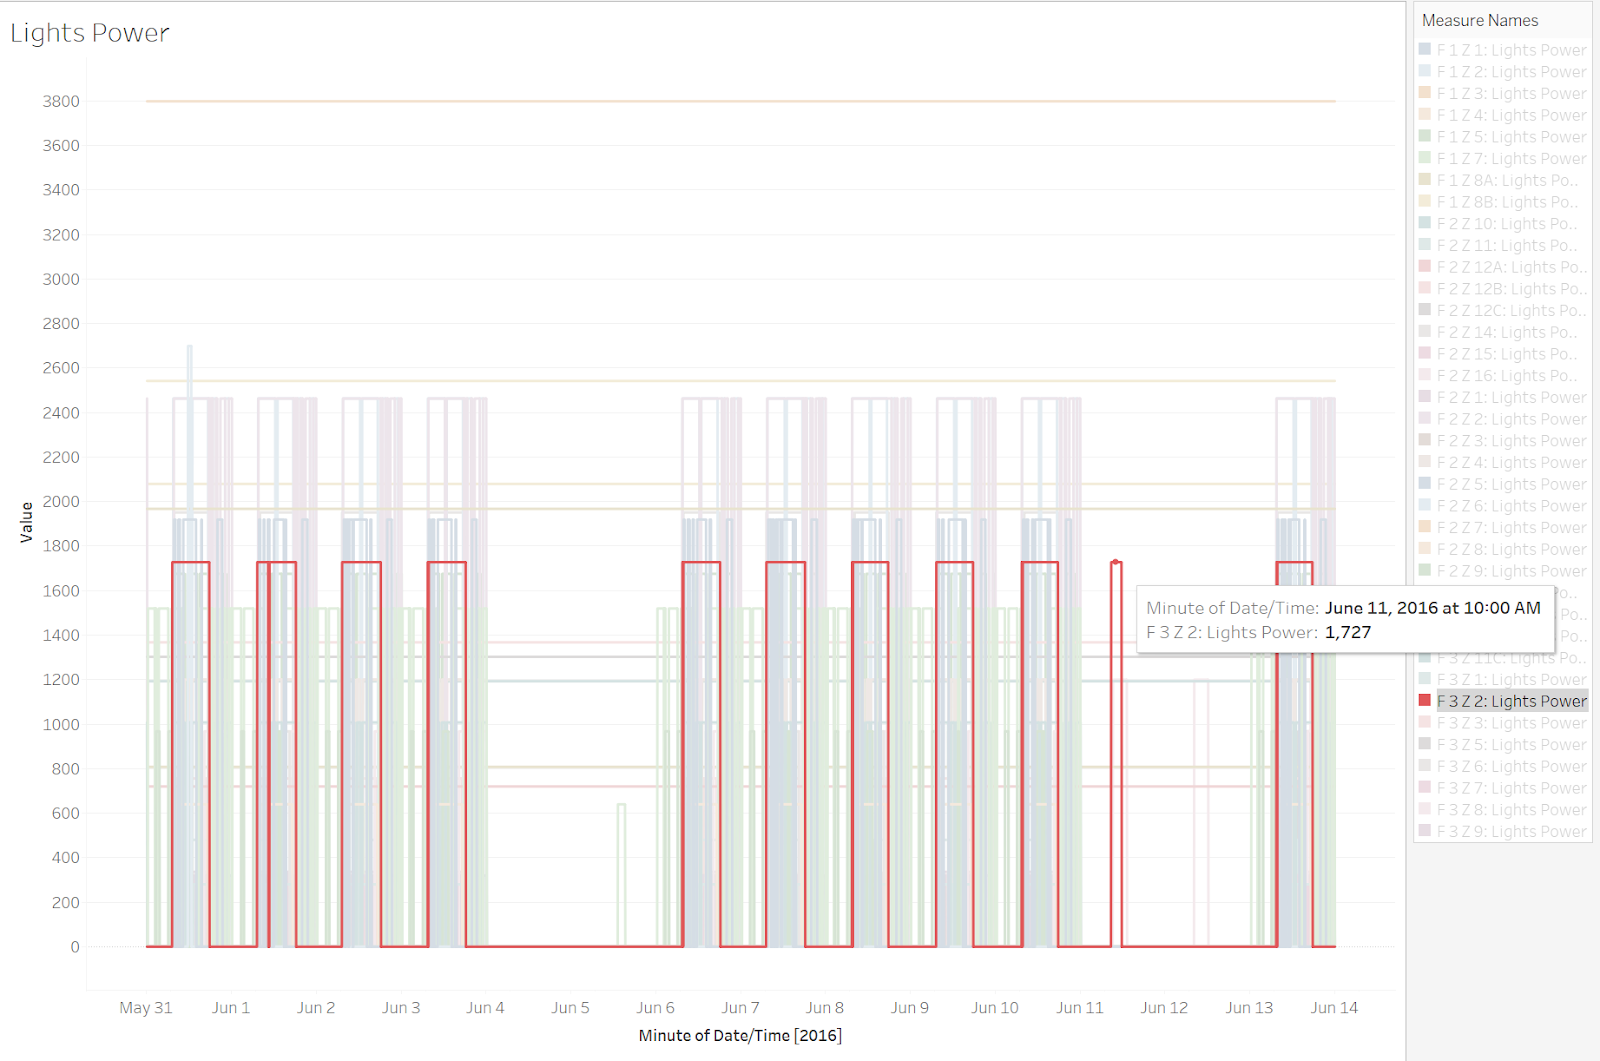 Lights Power
3800
3600
3400
3200
3000
2800
2600
2400
2200
2000
1800
1600
1400
1200
1000
800
600
400
200
0
Value
May 31 Jun 1 Jun 2 Jun 3 Jun 4 Jun 5 Jun 6 Jun 7 Jun 8 Jun 9 Jun 10 Jun 11 Jun 12 Jun 13 Jun 14
Minute of Date/Time [2016]
Minute of Date/Time: June 11, 2016 at 10:00 AM
F 3 Z 2: Lights Power: 1,727
Measure Names
F 1 Z 1: Lights Power
F 1 Z 2: Lights Power
F 1 Z 3: Lights Power
F 1 Z 4: Lights Power
F 1 Z 5: Lights Power
F 1 Z 7: Lights Power
F 1 Z 8A: Lights Po..
F 1 Z 8B: Lights Po..
F 2 Z 10: Lights Po..
F 2 Z 11: Lights Po..
F 2 Z 12A: Lights Po..
F 2 Z 12B: Lights Po..
F 2 Z 12C: Lights Po..
F 2 Z 14: Lights Po..
F 2 Z 15: Lights Po..
F 2 Z 16: Lights Po..
F 2 Z 1: Lights Power
F 2 Z 2: Lights Power
F 2 Z 3: Lights Power
F 2 Z 4: Lights Power
F 2 Z 5: Lights Power
F 2 Z 6: Lights Power
F 2 Z 7: Lights Power
F 2 Z 8: Lights Power
F 2 Z 9: Lights Power
o..
Po..
Po..
F 3 Z 11C: Lights Po..
F 3 Z 1: Lights Power
F 3 Z 2: Lights Power
F 3 Z 3: Lights Power
F 3 Z 5: Lights Power
F 3 Z 6: Lights Power
F 3 Z 7: Lights Power
F 3 Z 8: Lights Power
F 3 Z 9: Lights Power